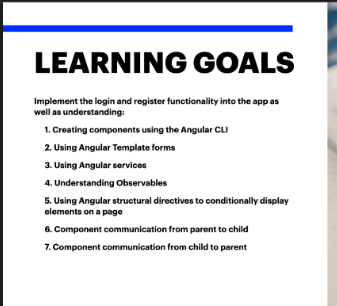 LEARNING GOALS
Implement the login and register functionality into the app as
well as understanding:
1. Creating components using the Angular CLI
2. Using Angular Template forms
3. Using Angular services
4. Understanding Observables
5. Using Angular structural directives to conditionally display
elements on a page
6. Component communication from parent to child
7. Component communication from child to parent